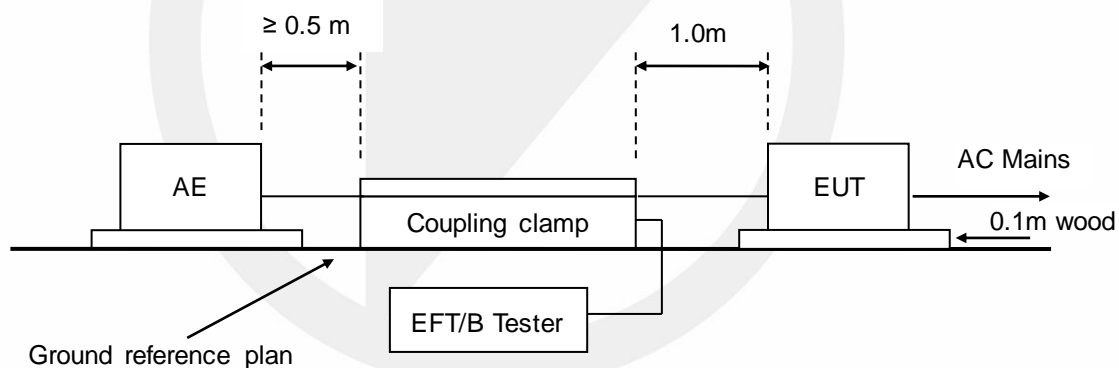 ≥ 0.5 m
1.0m
AE
EUT
AC Mains
Coupling clamp
0.1m wood
EFT/B Tester
Ground reference plan